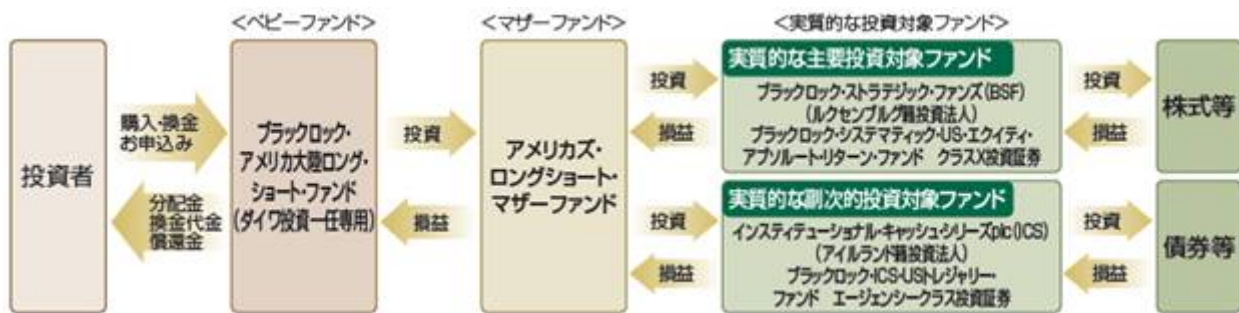 <ベビーファンド>
<マザーファンド>
<実質的な投資対象ファンド>
投資者
購入・換金
お申込み
分配金
換金代金
償還金
ブラックロック・
アメリカ大陸ロング・
ショート・ファンド
(ダイワ投資一任専用)
投資
損益
アメリカズ・
ロングショート・
マザーファンド
投資
損益
実質的な主要投資対象ファンド
ブラックロック・ストラテジック・ファンズ(BSF)
(ルクセンブルグ籍投資法人)
ブラックロック・システマティック・US・エクイティ・
アブソルート・リターン・ファンド クラスX投資証券
投資
損益
株式等
投資
損益
実質的な副次的投資対象ファンド
インスティテューショナル・キャッシュ・シリーズplc(ICS)
(アイルランド籍投資法人)
ブラックロック・ICS・USトレジャリー・
ファンド エージェンシークラス投資証券
投資
損益
債券等